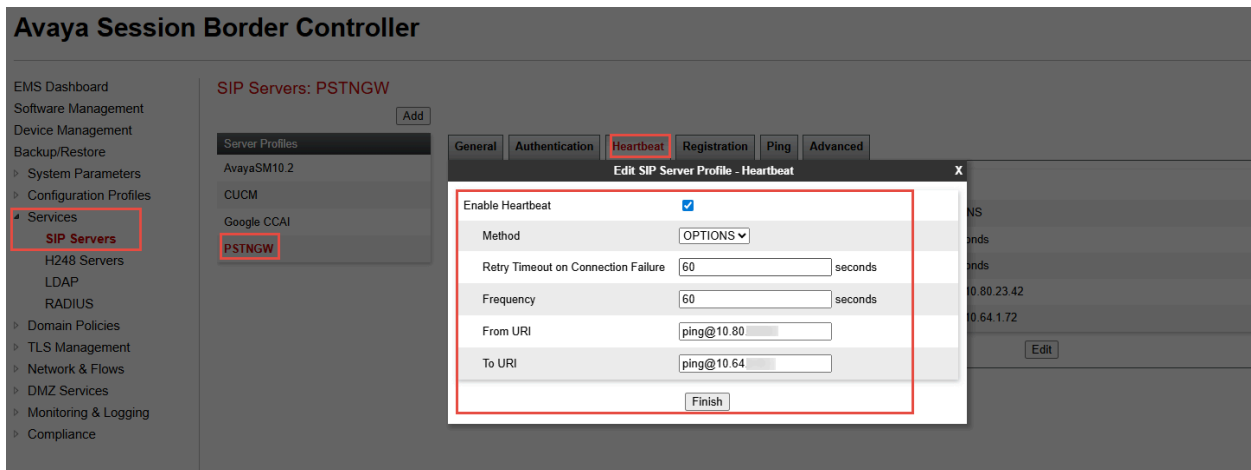 Avaya Session Border Controller
EMS Dashboard
Software Management
Device Management
Backup/Restore
System Parameters
Configuration Profiles
Services
SIP Servers
H248 Servers
LDAP
RADIUS
Domain Policies
TLS Management
Network & Flows
DMZ Services
Monitoring & Logging
Compliance
SIP Servers: PSTNGW
Add
Server Profiles
AvayaSM10.2
CUCM
Google CCAI
PSTNGW
General Authentication Heartbeat Registration Ping Advanced
Edit SIP Server Profile - Heartbeat X
Enable Heartbeat
Method OPTIONS
Retry Timeout on Connection Failure 60 seconds
Frequency 60 seconds
From URI ping@10.80
To URI ping@10.64
Finish
NS
onds
onds
10.80.23.42
10.64.1.72
Edit